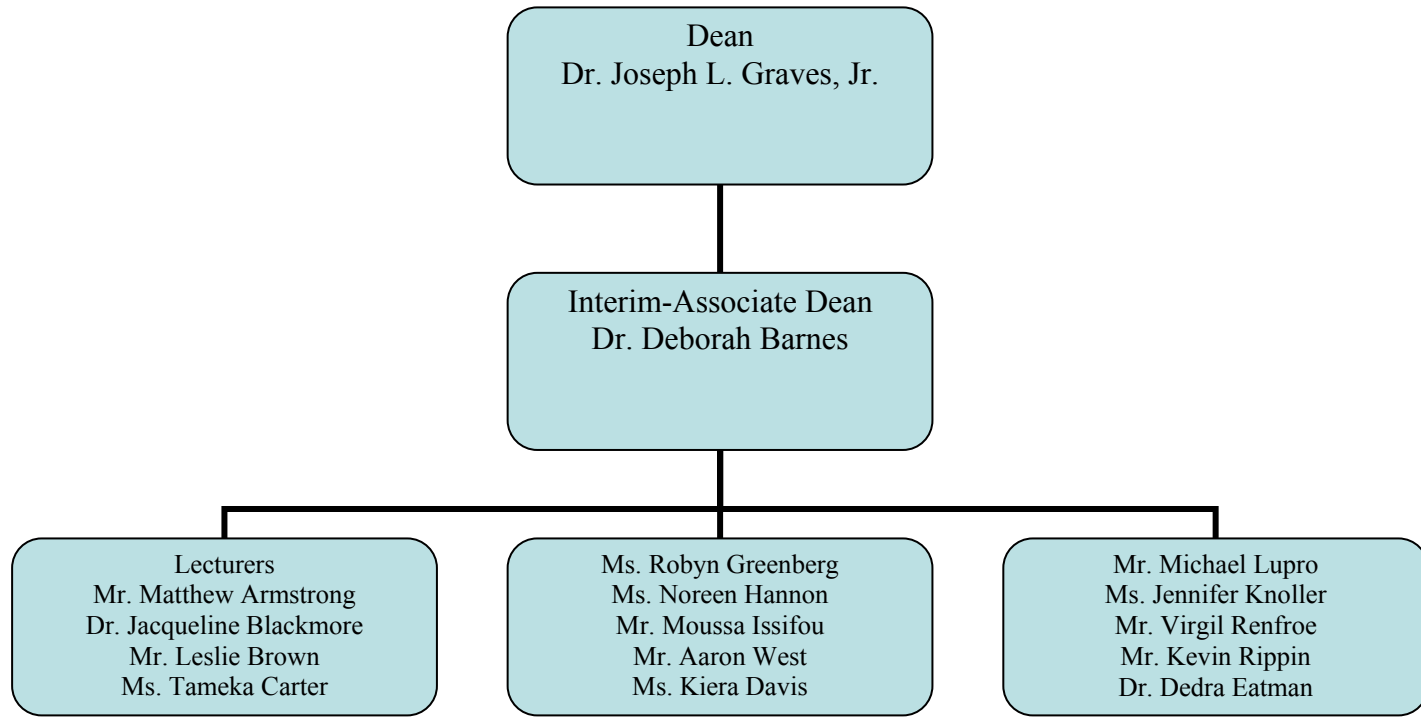 Dean
Dr. Joseph L. Graves, Jr.
Interim-Associate Dean
Dr. Deborah Barnes
Lecturers
Mr. Matthew Armstrong
Dr. Jacqueline Blackmore
Mr. Leslie Brown
Ms. Tameka Carter
Ms. Robyn Greenberg
Ms. Noreen Hannon
Mr. Moussa Issifou
Mr. Aaron West
Ms. Kiera Davis
Mr. Michael Lupro
Ms. Jennifer Knoller
Mr. Virgil Renfroe
Mr. Kevin Rippin
Dr. Dedra Eatman